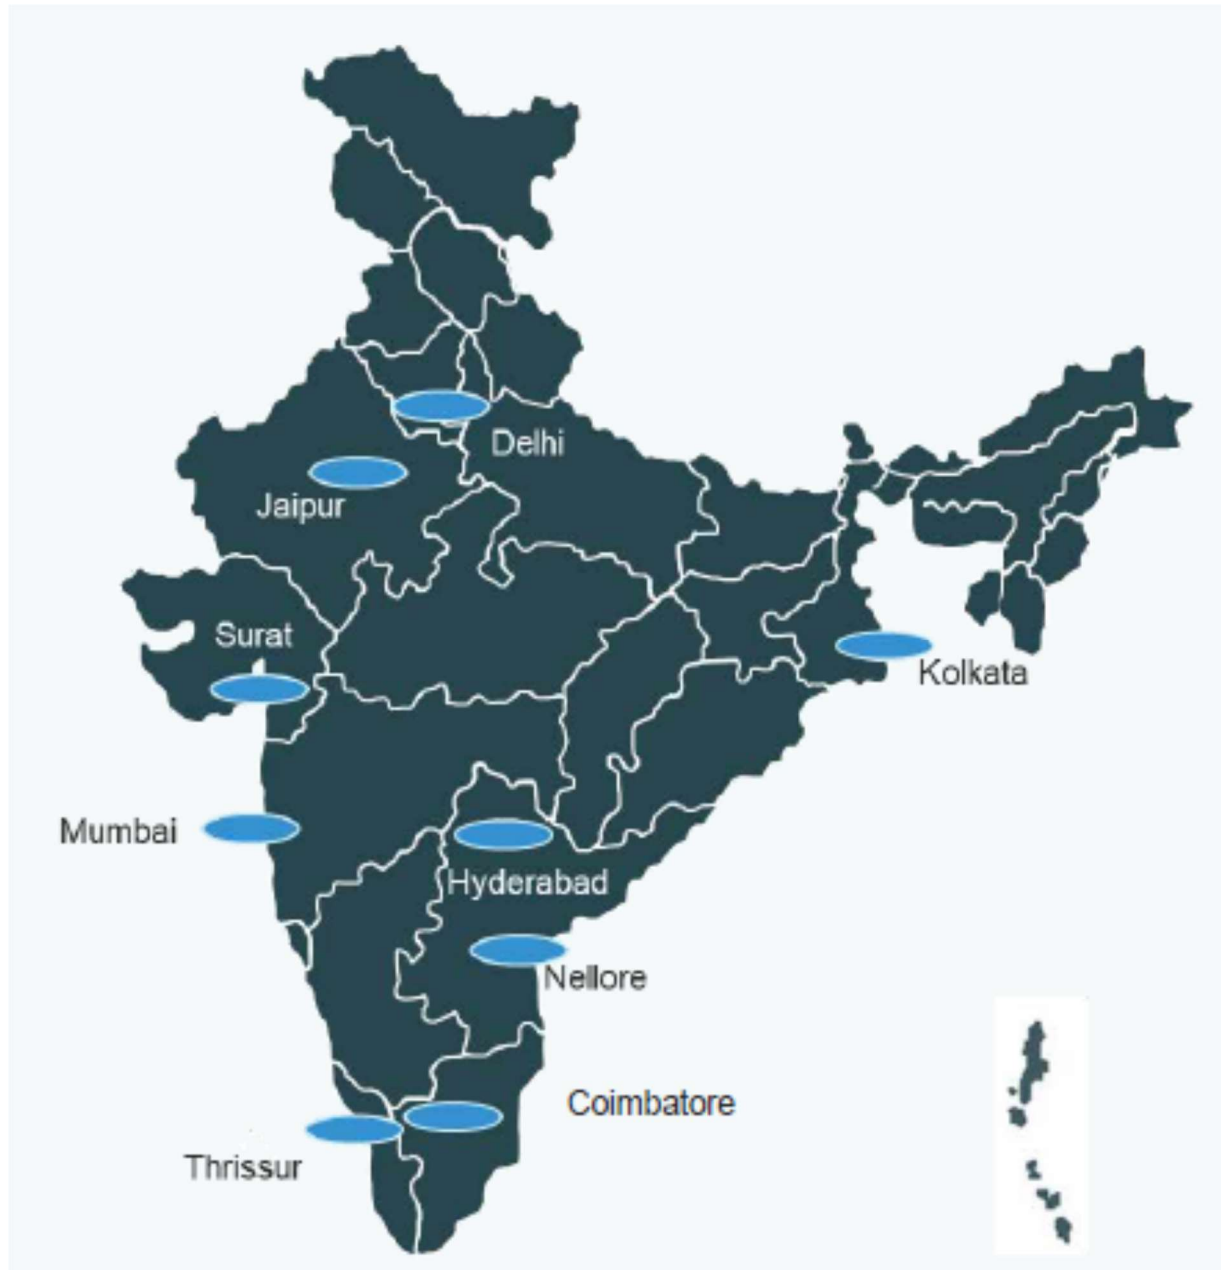 Delhi
Jaipur
Surat
Kolkata
Mumbai
Hyderabad
Nellore
Coimbatore
Thrissur